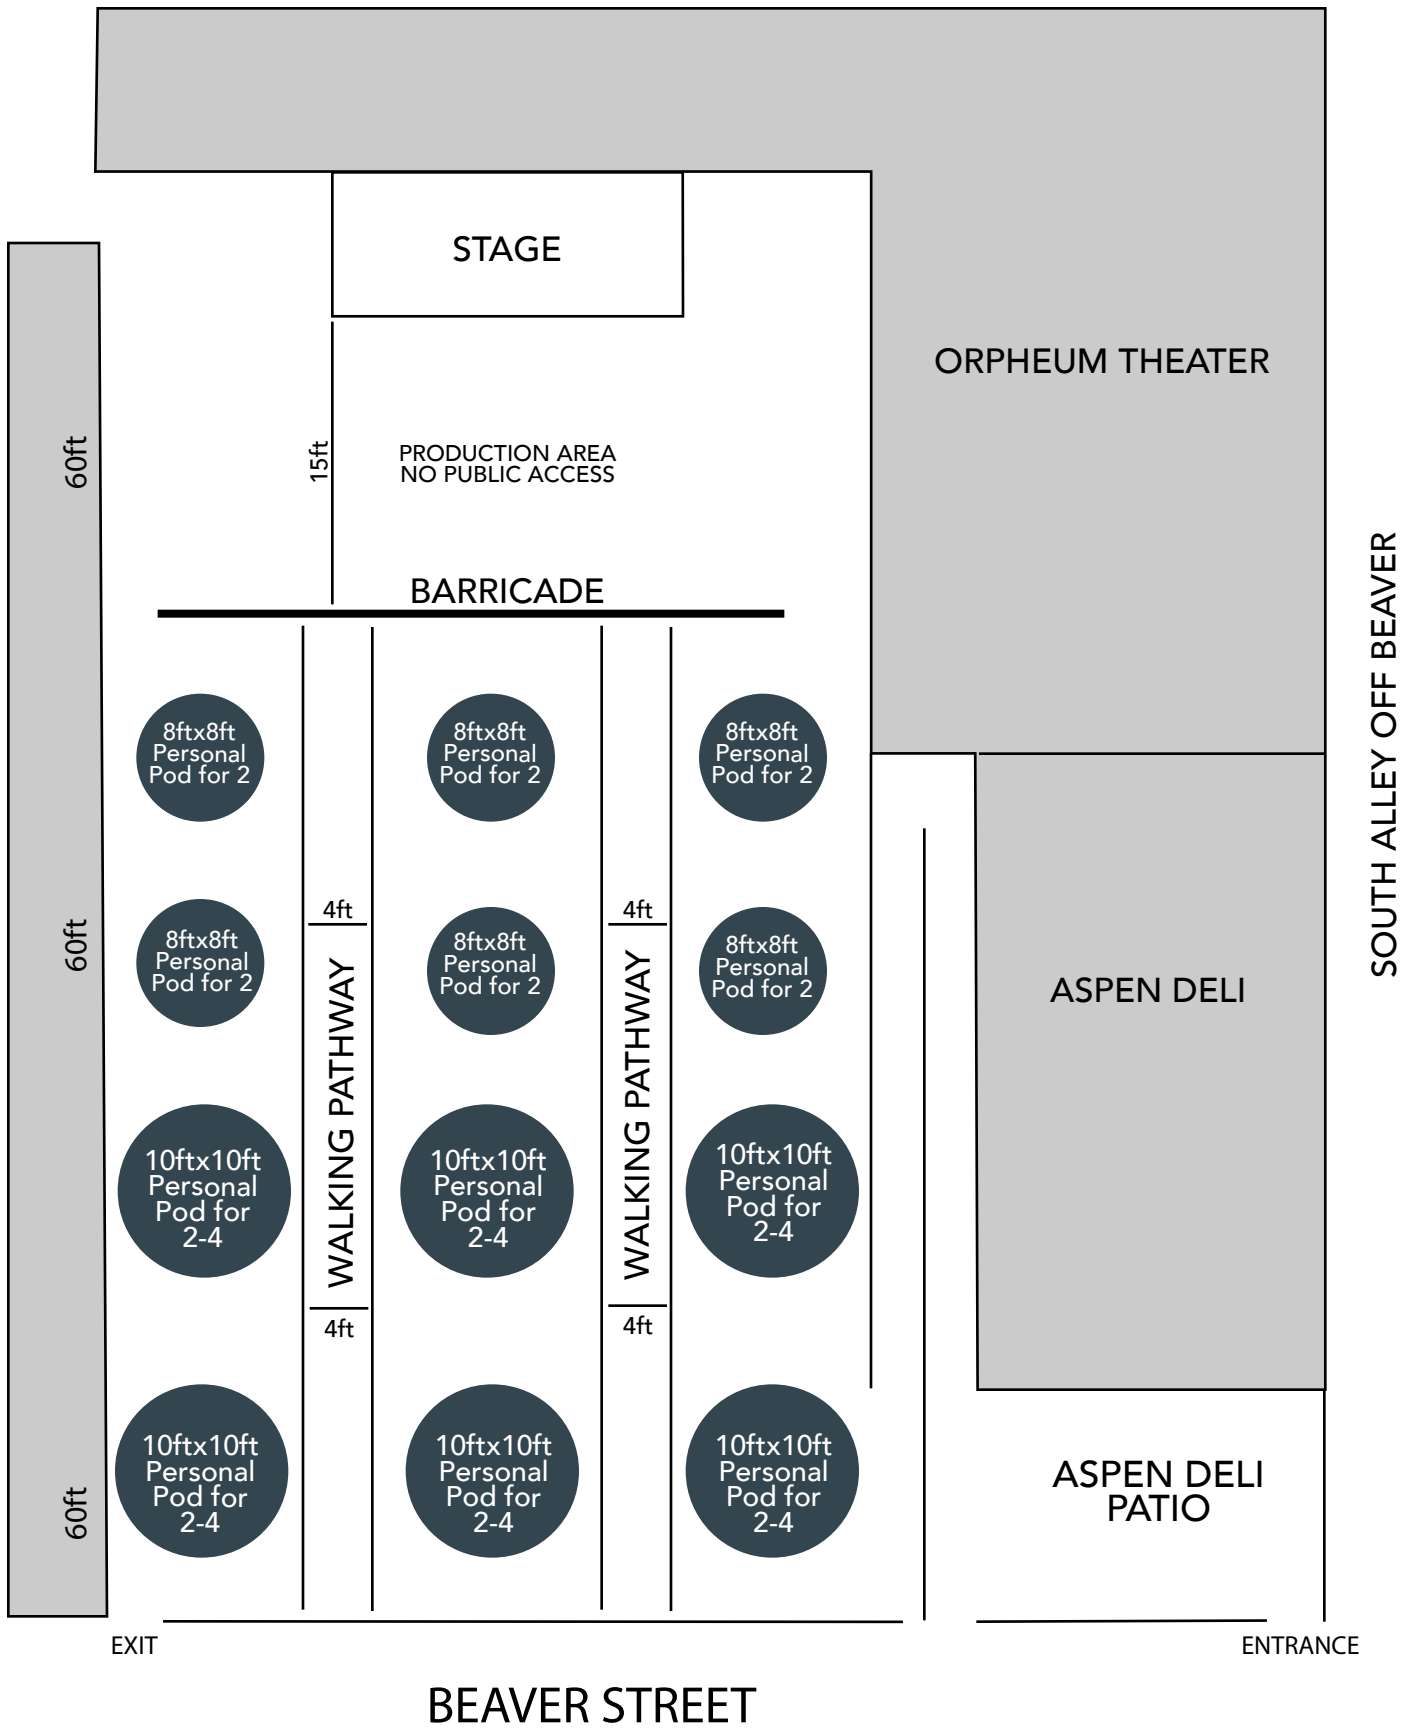 STAGE
ORPHEUM THEATER
60ft
15ft
PRODUCTION AREA
NO PUBLIC ACCESS
BARRICADE
SOUTH ALLEY OFF BEAVER
8ftx8ft
Personal
Pod for 2
8ftx8ft
Personal
Pod for 2
8ftx8ft
Personal
Pod for 2
60ft
8ftx8ft
Personal
Pod for 2
4ft
8ftx8ft
Personal
Pod for 2
4ft
8ftx8ft
Personal
Pod for 2
ASPEN DELI
WALKING PATHWAY
WALKING PATHWAY
10ftx10ft
Personal
Pod for
2-4
10ftx10ft
Personal
Pod for
2-4
10ftx10ft
Personal
Pod for
2-4
4ft
4ft
60ft
10ftx10ft
Personal
Pod for
2-4
10ftx10ft
Personal
Pod for
2-4
10ftx10ft
Personal
Pod for
2-4
ASPEN DELI
PATIO
EXIT
ENTRANCE
BEAVER STREET